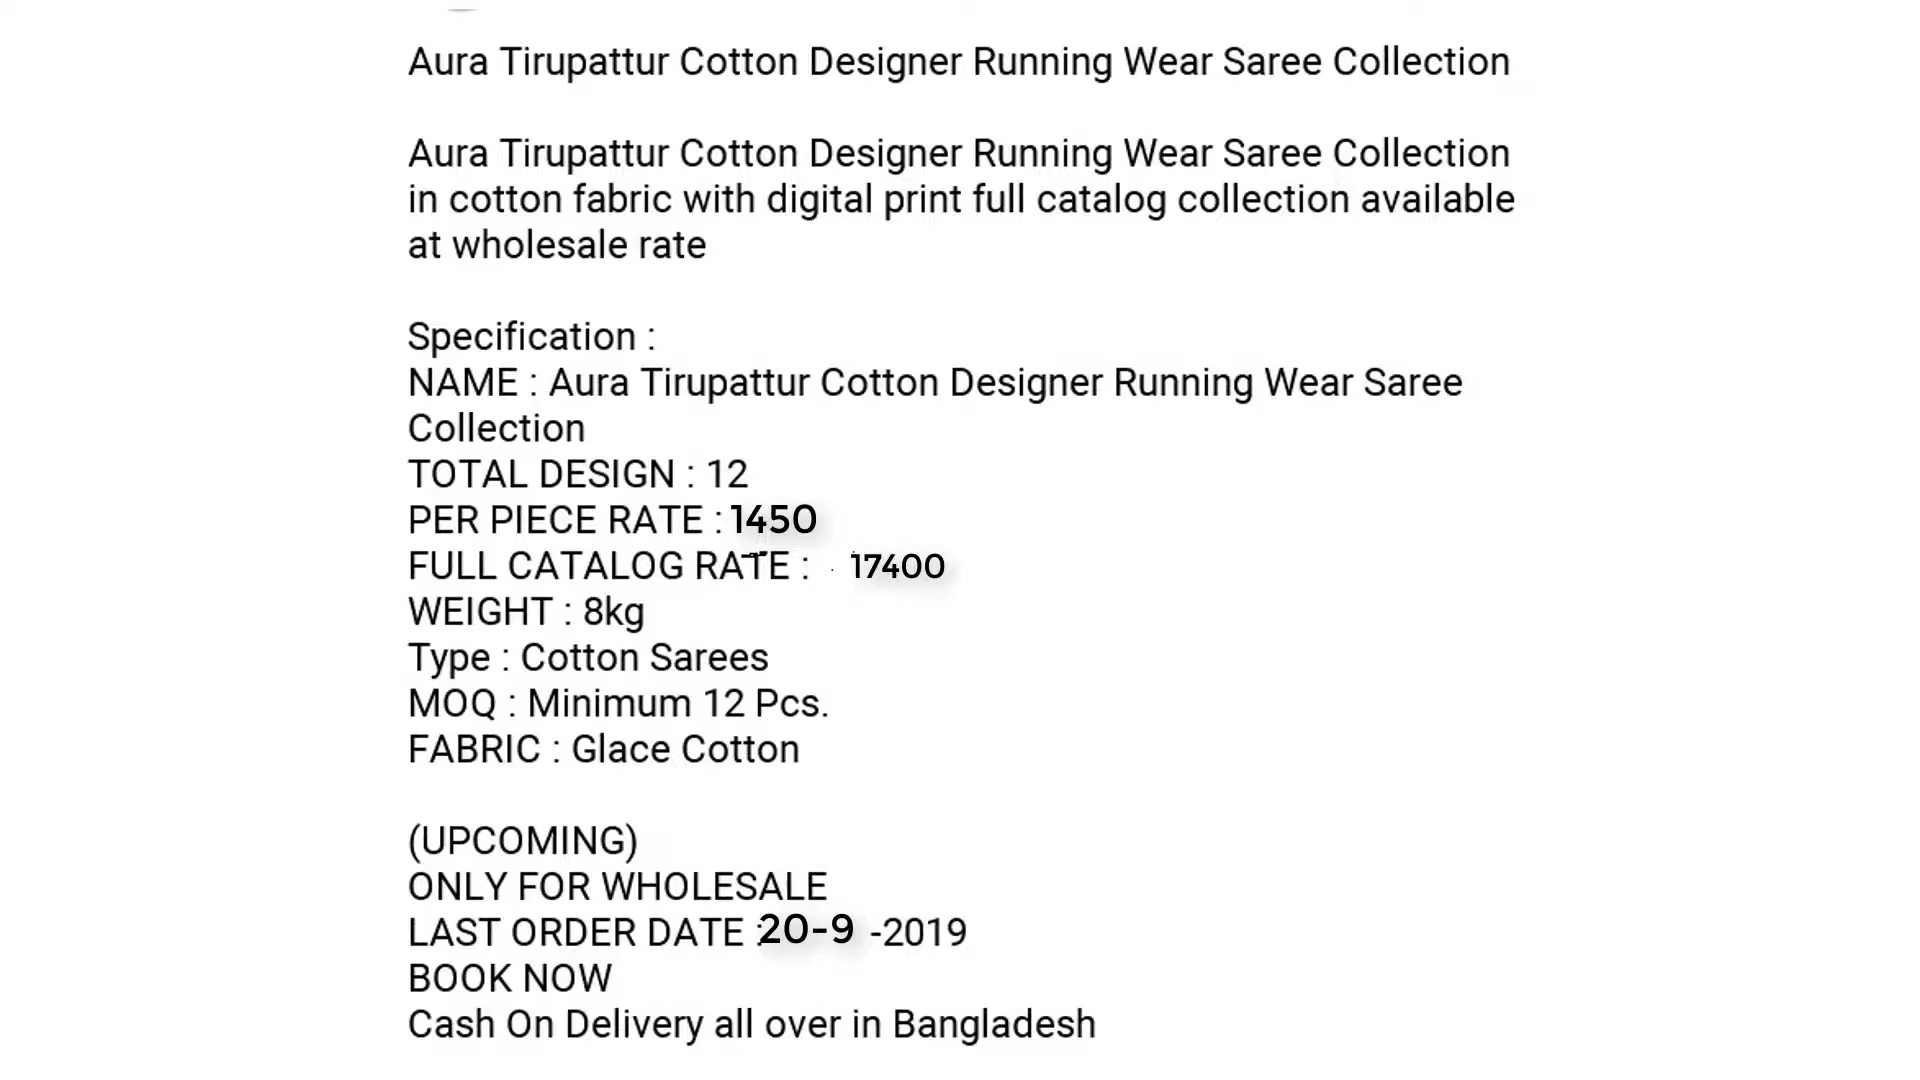 Aura Tirupattur Cotton Designer Running Wear Saree Collection
Aura Tirupattur Cotton Designer Running Wear Saree Collection
in cotton fabric with digital print full catalog collection available
at wholesale rate
Specification :
NAME : Aura Tirupattur Cotton Designer Running Wear Saree
Collection
TOTAL DESIGN : 12
PER PIECE RATE : 1450
FULL CATALOG RATE : 17400
WEIGHT : 8kg
Type : Cotton Sarees
MOQ : Minimum 12 Pcs.
FABRIC : Glace Cotton
(UPCOMING)
ONLY FOR WHOLESALE
LAST ORDER DATE :20-9 -2019
BOOK NOW
Cash On Delivery all over in Bangladesh